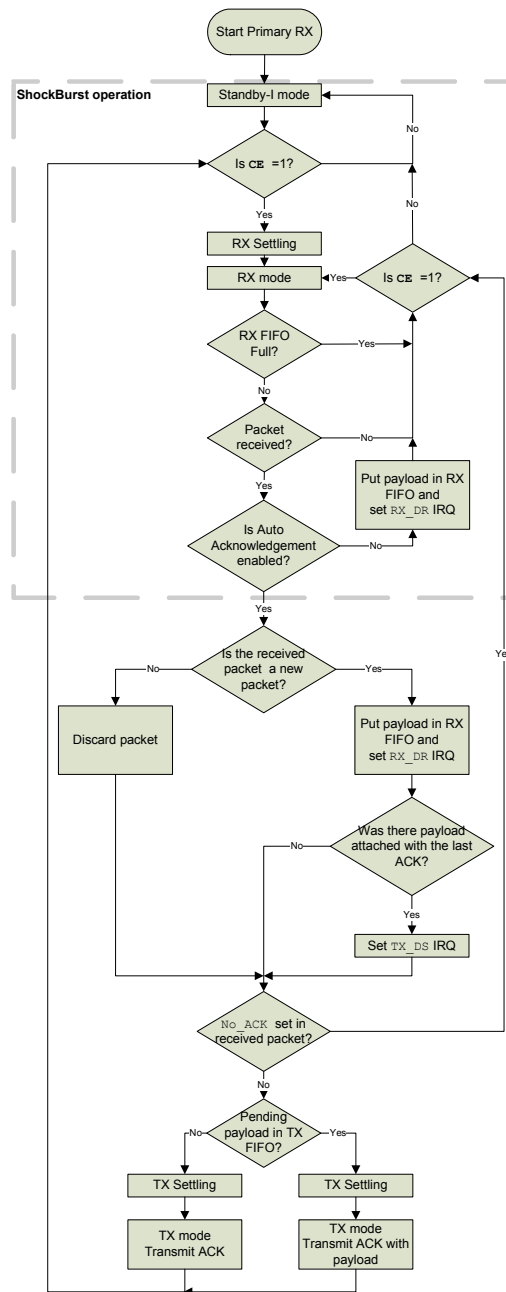 Start Primary RX
ShockBurst operation
Standby-I mode
No
Is CE =1?
No
Yes
RX Settling
RX mode
Yes
Is CE =1?
RX FIFO
Full?
Yes
No
Packet
received?
No
Put payload in RX
FIFO and
set RX_DR IRQ
Yes
Is Auto
Acknowledgement
enabled?
No
Yes
Is the received
packet a new
packet?
No
Yes
Discard packet
Put payload in RX
FIFO and
set RX_DR IRQ
Was there payload
attached with the last
ACK?
No
Yes
Set TX_DS IRQ
No_ACK set in
received packet?
No
Pending
payload in TX
FIFO?
No
Yes
TX Settling
TX Settling
TX mode
Transmit ACK
TX mode
Transmit ACK with
payload